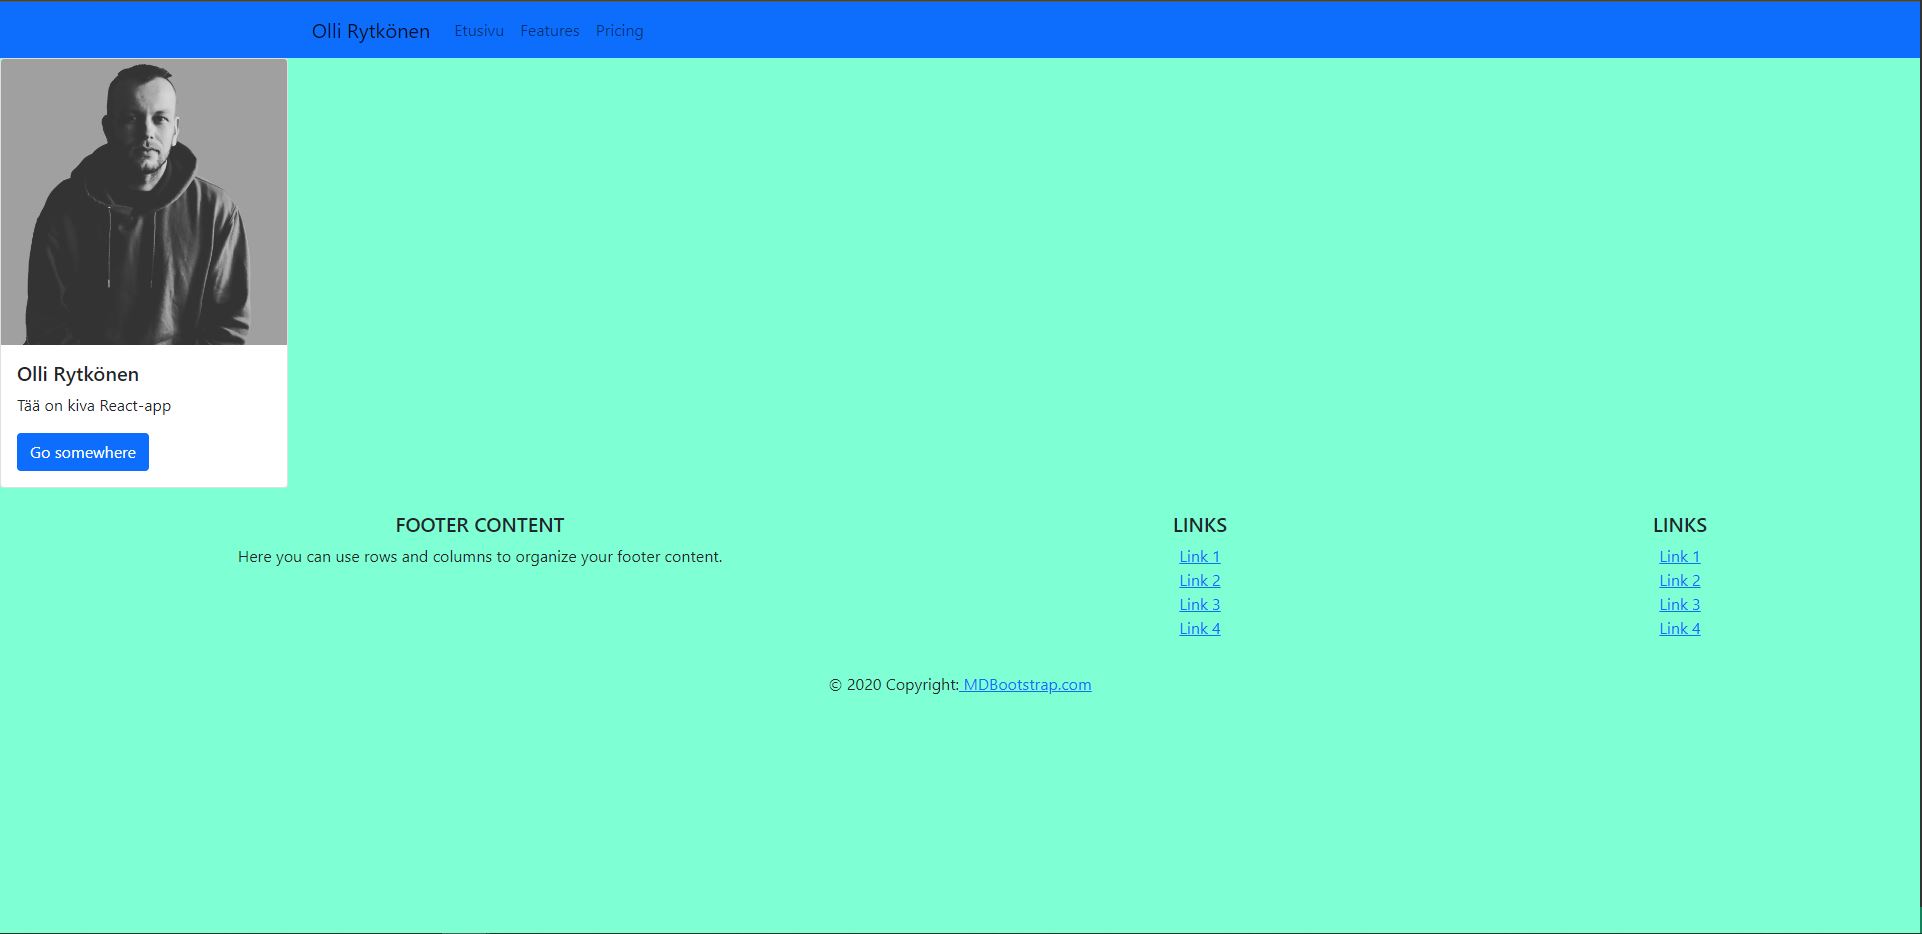 Olli Rytkönen Etusivu Features Pricing
Olli Rytkönen
Tää on kiva React-app
Go somewhere
FOOTER CONTENT
Here you can use rows and columns to organize your footer content.
LINKS
Link 1
Link 2
Link 3
Link 4
LINKS
Link 1
Link 2
Link 3
Link 4
© 2020 Copyright: MDBootstrap.com